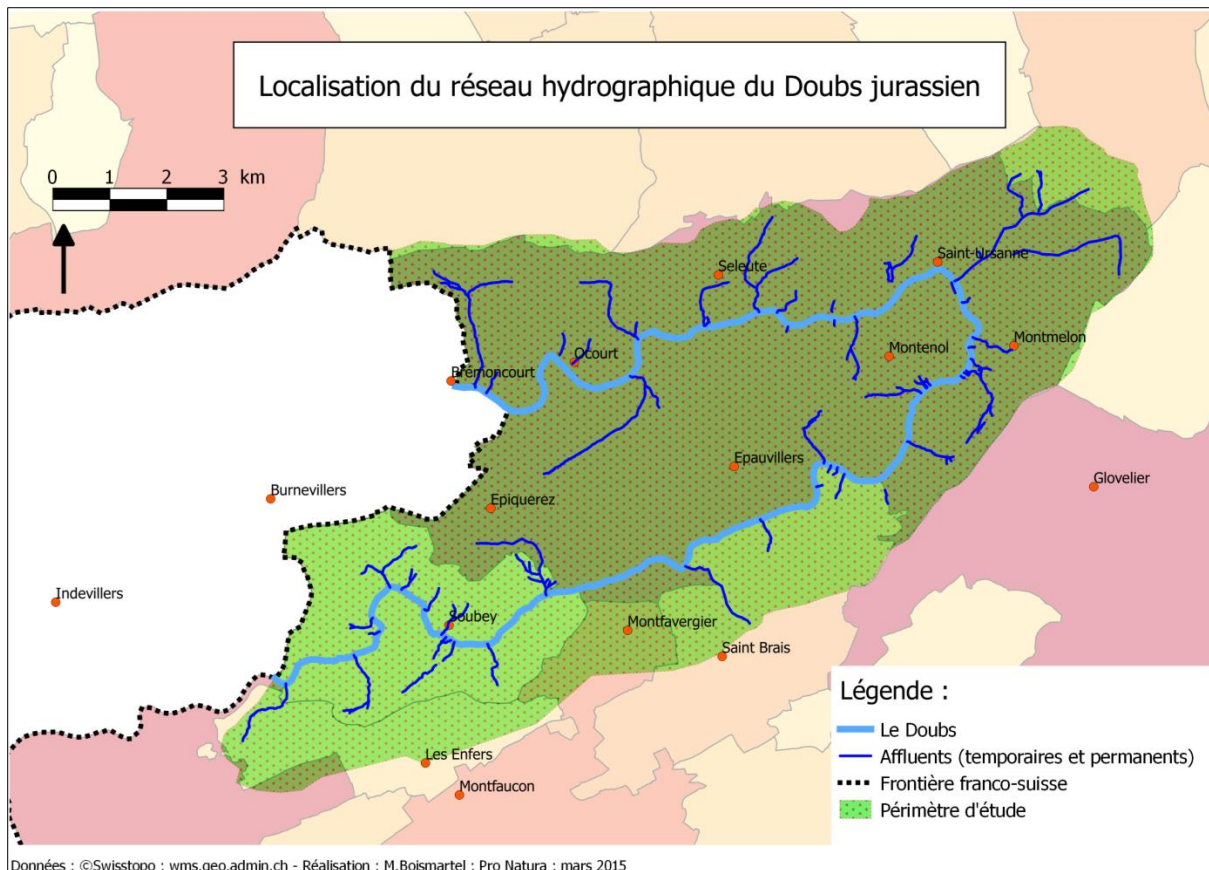 Localisation du réseau hydrographique du Doubs jurassien
0 1 2 3 km
Saint-Ursanne
Seleute
Montmelon
Montenol
Ocourt
Brémoncourt
Epauvillers
Glovelier
Burnevillers
Epiquerez
Indevillers
Soubey
Montfavergier
Saint Brais
Les Enfers
Montfaucon
Légende :
Le Doubs
Affluents (temporaires et permanents)
Frontière franco-suisse
Périmètre d'étude
Données : ©Swisstopo ; wms.geo.admin.ch - Réalisation : M.Boismartel ; Pro Natura ; mars 2015